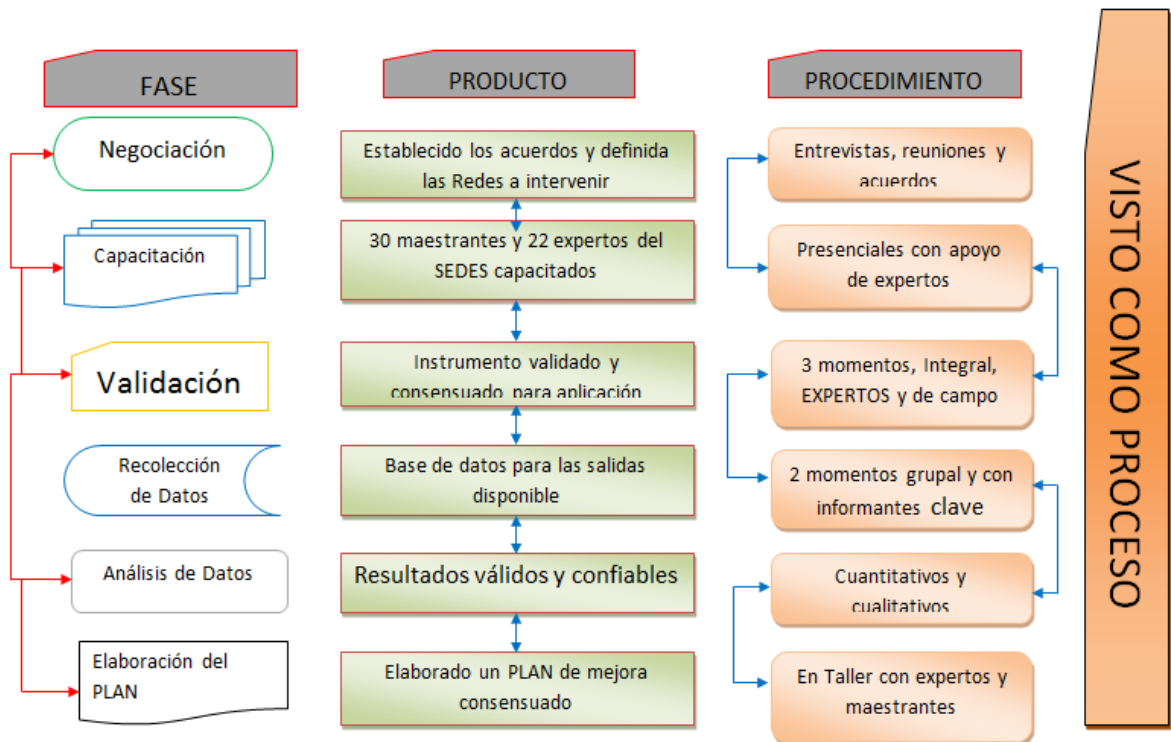 FASE
PRODUCTO
PROCEDIMIENTO
Negociación
Establecido los acuerdos y definida
las Redes a intervenir
Entrevistas, reuniones y
acuerdos
Capacitación
30 maestrantes y 22 expertos del
SEDES capacitados
Presenciales con apoyo
de expertos
Validación
Instrumento validado y
consensuado para aplicación
3 momentos, Integral,
EXPERTOS y de campo
Recolección
de Datos
Base de datos para las salidas
disponible
2 momentos grupal y con
informantes clave
Análisis de Datos
Resultados válidos y confiables
Cuantitativos y
cualitativos
Elaboración del
PLAN
Elaborado un PLAN de mejora
consensuado
En Taller con expertos y
maestrantes
VISTO COMO PROCESO